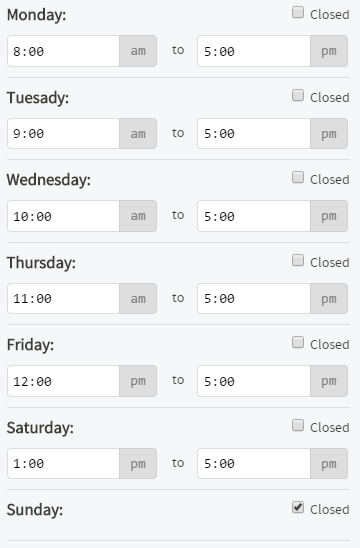 Monday: Closed
8:00 am to 5:00 pm
Tuesady: Closed
9:00 am to 5:00 pm
Wednesday: Closed
10:00 am to 5:00 pm
Thursday: Closed
11:00 am to 5:00 pm
Friday: Closed
12:00 pm to 5:00 pm
Saturday: Closed
1:00 pm to 5:00 pm
Sunday: Closed